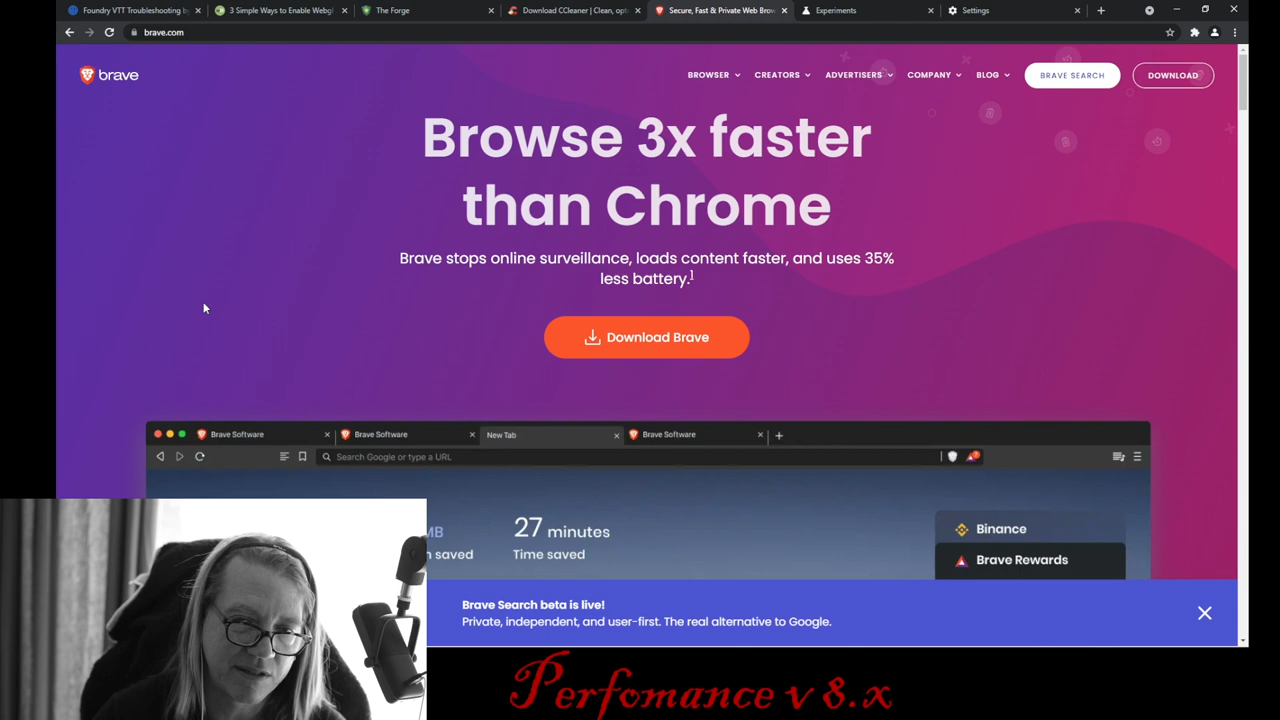 Foundry VTT Troubleshooting by
3 Simple Ways to Enable Webgl
The Forge
Download CCleaner | Clean, opt
Secure, Fast & Private Web Brow
Experiments
Settings
brave.com
brave
BROWSER
CREATORS
ADVERTISERS
COMPANY
BLOG
BRAVE SEARCH
DOWNLOAD
Browse 3x faster
than Chrome
Brave stops online surveillance, loads content faster, and uses 35%
less battery.1
Download Brave
Brave Software
Brave Software
New Tab
Brave Software
Search Google or type a URL
MB
27 minutes
Binance
n saved
Time saved
Brave Rewards
Brave Search beta is live!
Private, independent, and user-first. The real alternative to Google.
Perfomance v 8.x